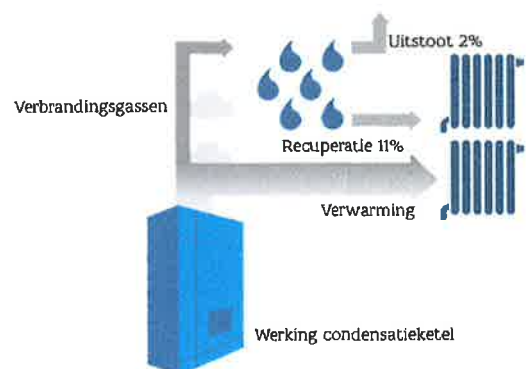 Uitstoot 2%
Verbrandingsgassen
Recuperatie 11%
Verwarming
Werking condensatieketel